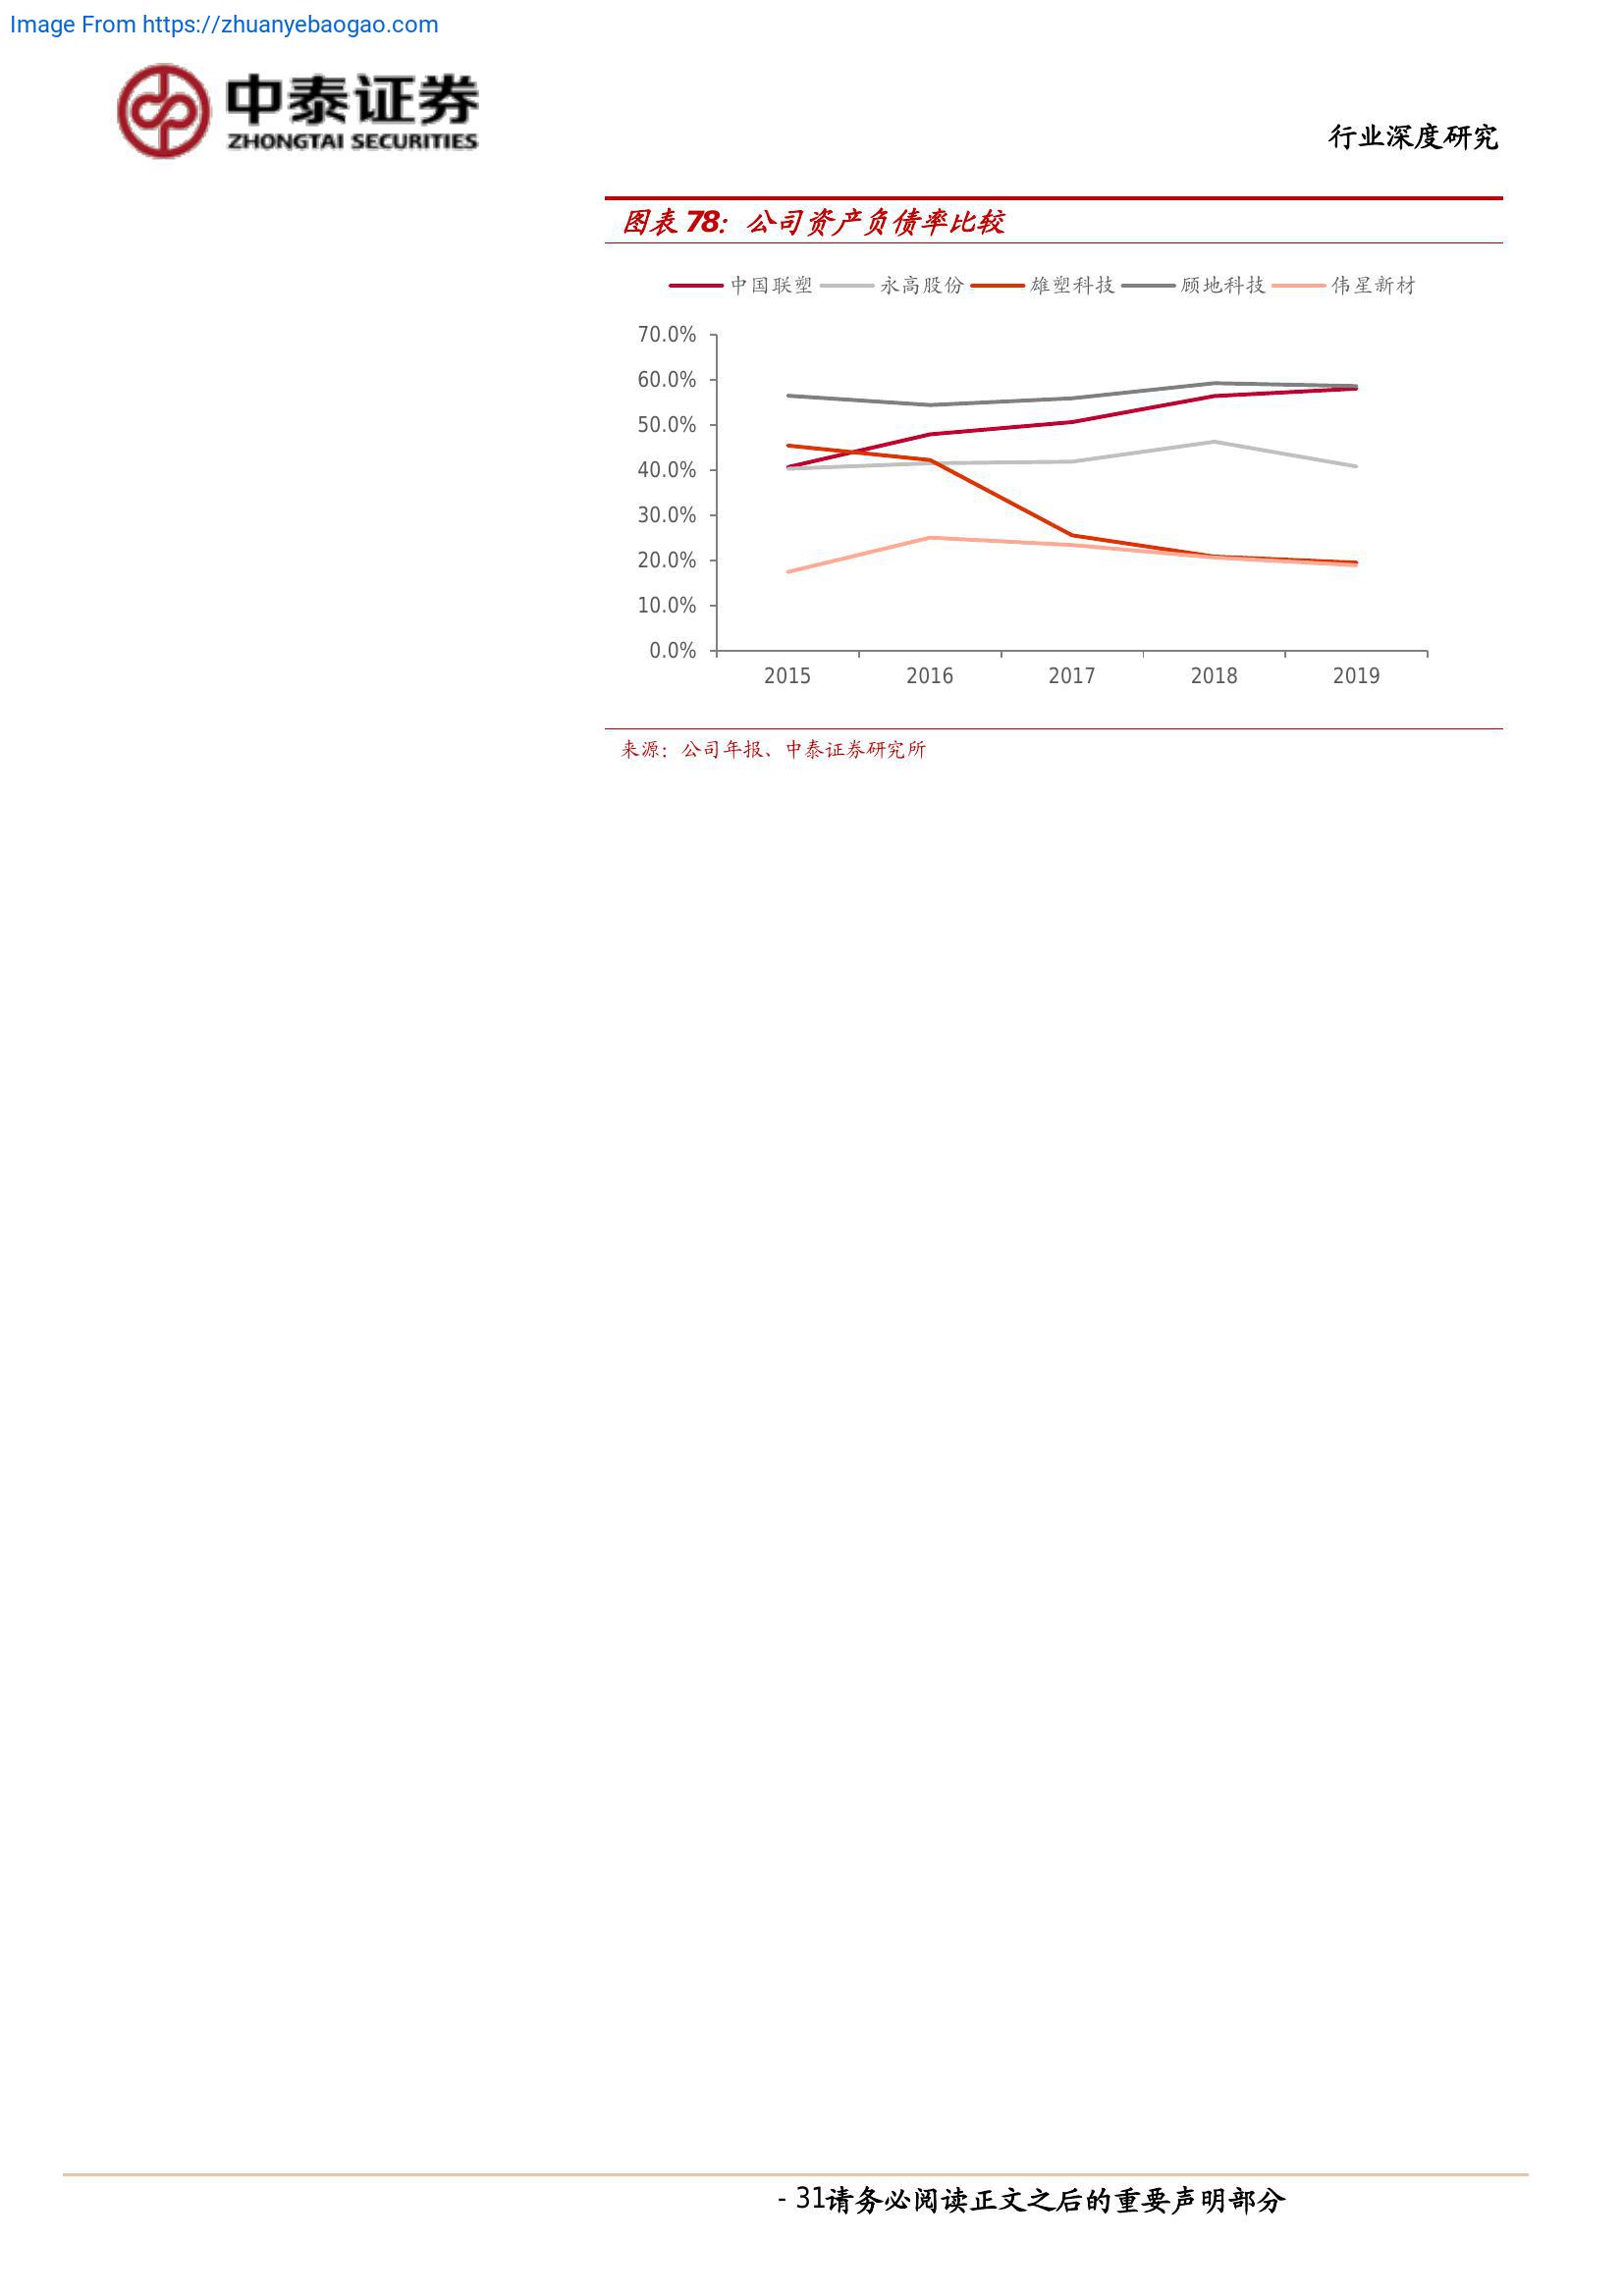 Image From https://zhuanyebaogao.com
中泰证券
ZHONGTAI SECURITIES
行业深度研究
图表 78：公司资产负债率比较
中国联塑 永高股份 雄塑科技 顾地科技 伟星新材
70.0%
60.0%
50.0%
40.0%
30.0%
20.0%
10.0%
0.0%
2015 2016 2017 2018 2019
来源：公司年报、中泰证券研究所
- 31请务必阅读正文之后的重要声明部分